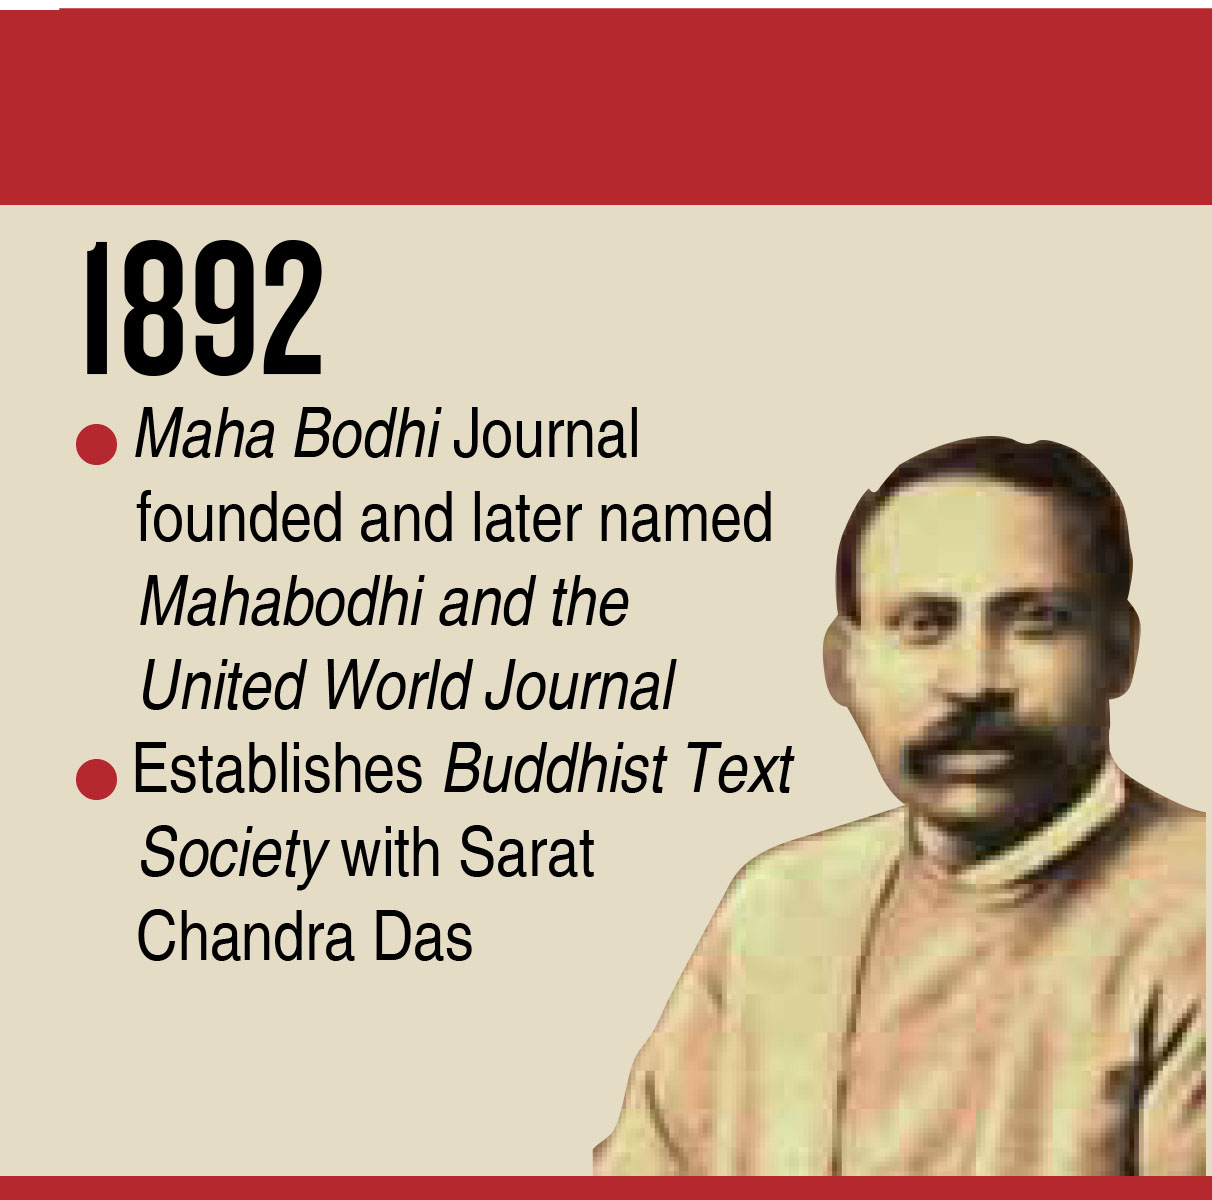 1892
Maha Bodhi Journal
founded and later named
Mahabodhi and the
United World Journal
Establishes Buddhist Text
Society with Sarat
Chandra Das